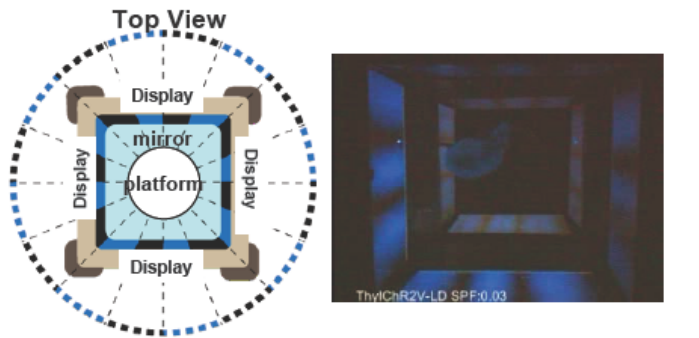 Top View
Display
mirror
Display
platform
Display
Display
ThyIChR2V-LD SPF:0.03